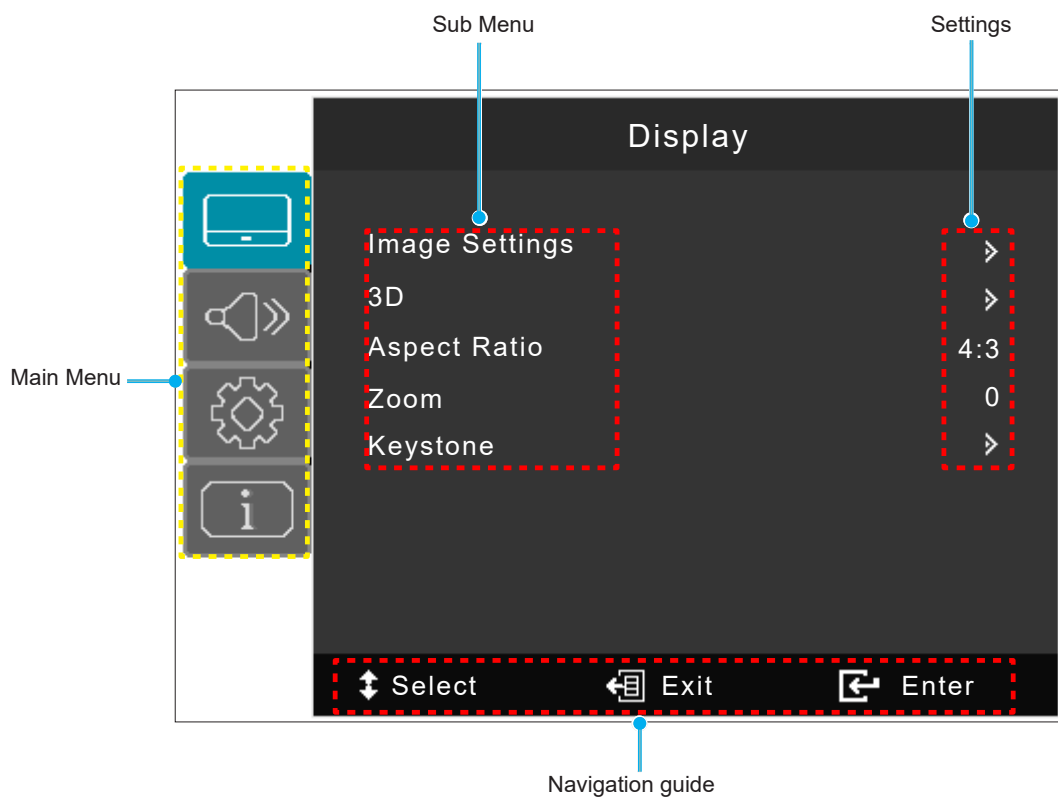 Sub Menu Settings
Display
Image Settings
3D
Aspect Ratio 4:3
Zoom 0
Keystone
Main Menu
i
Select Exit Enter
Navigation guide